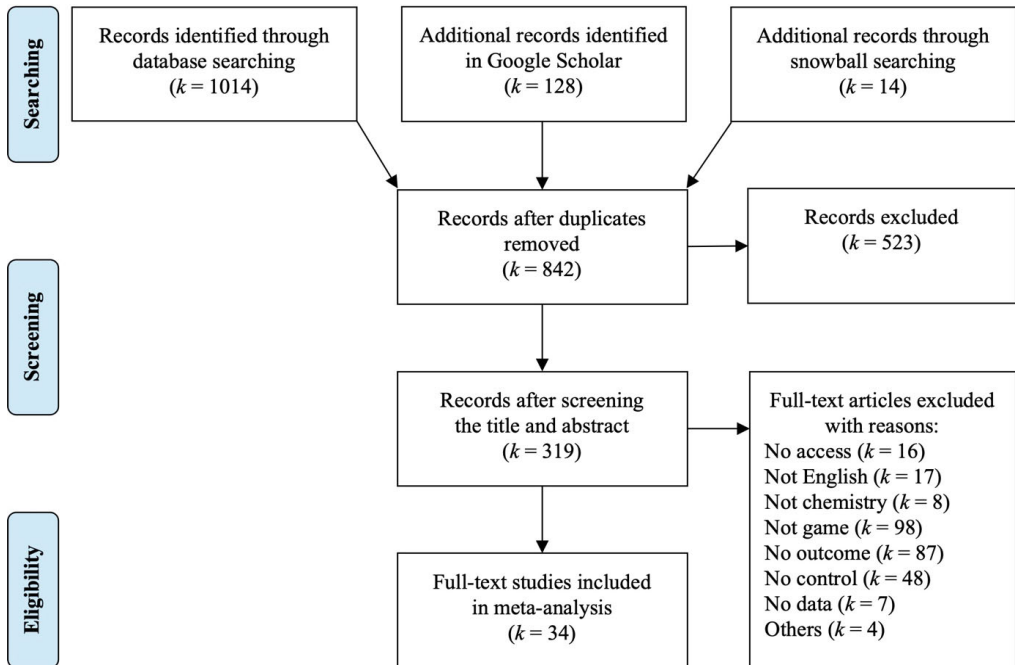 Searching
Records identified through
database searching
(k = 1014)
Additional records identified
in Google Scholar
(k = 128)
Additional records through
snowball searching
(k = 14)
Records after duplicates
removed
(k = 842)
Records excluded
(k = 523)
Screening
Records after screening
the title and abstract
(k = 319)
Full-text articles excluded
with reasons:
No access (k = 16)
Not English (k = 17)
Not chemistry (k = 8)
Not game (k = 98)
No outcome (k = 87)
No control (k = 48)
No data (k = 7)
Others (k = 4)
Eligibility
Full-text studies included
in meta-analysis
(k = 34)